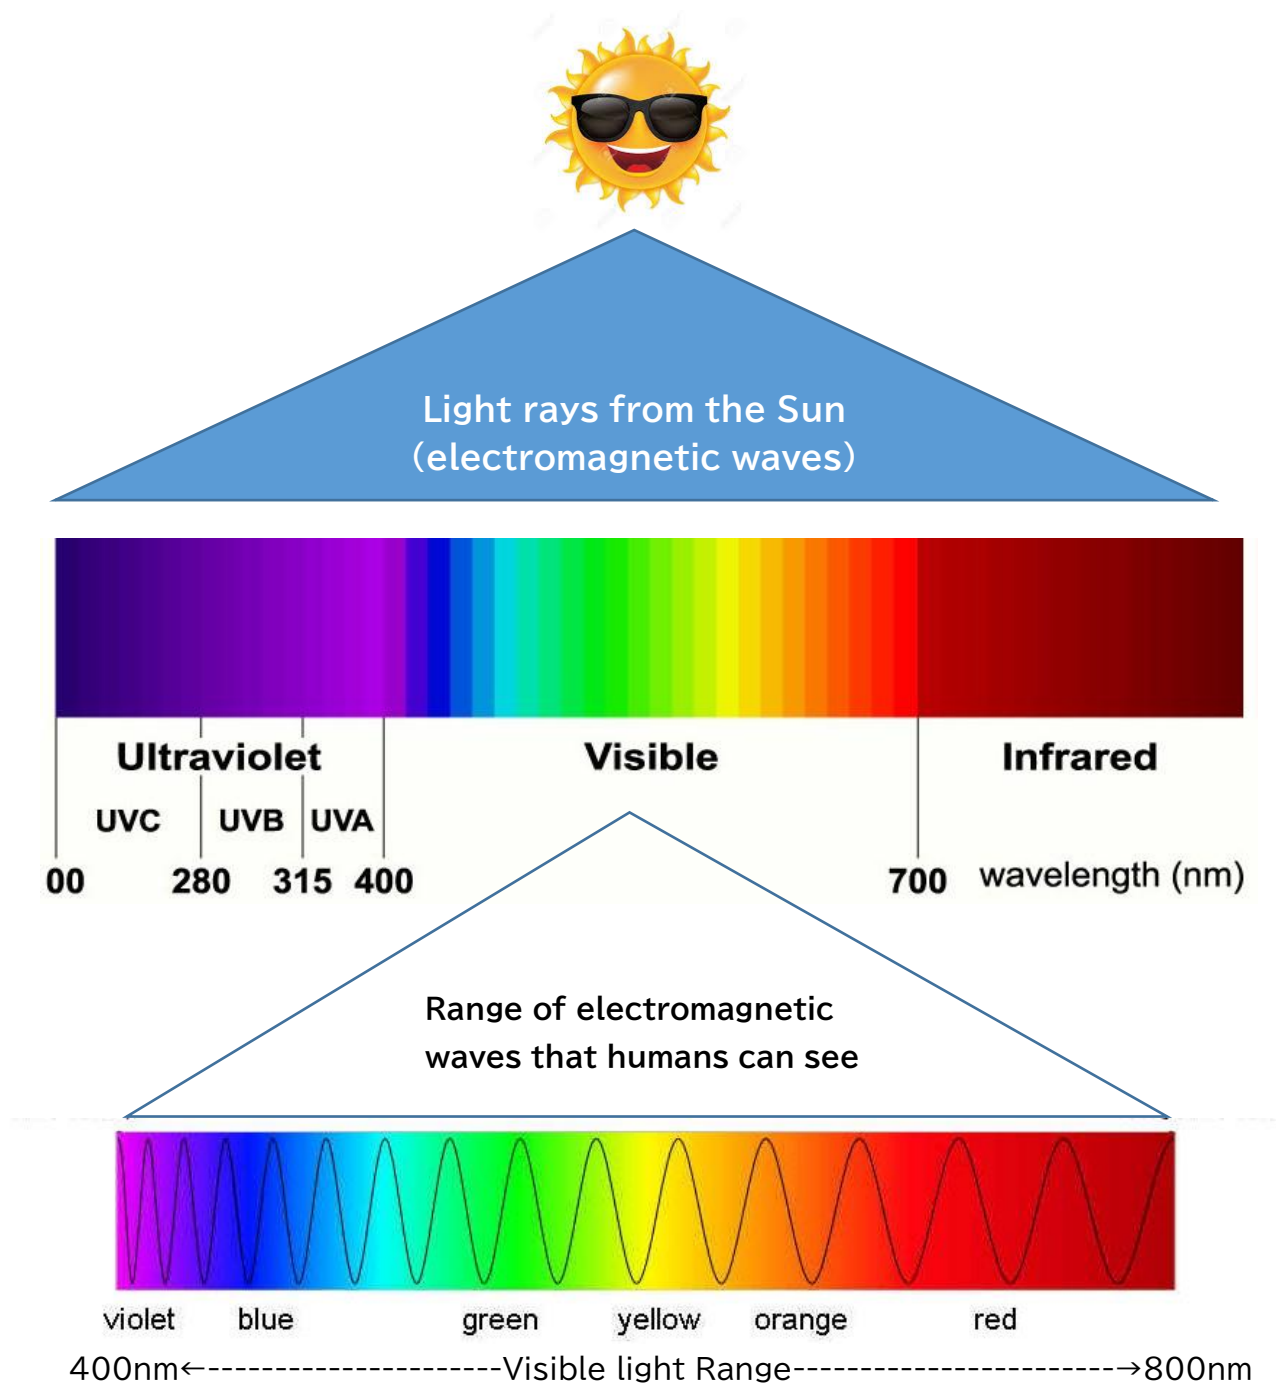 Light rays from the Sun
(electromagnetic waves)
Ultraviolet Visible Infrared
UVC UVB UVA
00 280 315 400 700 wavelength (nm)
Range of electromagnetic
waves that humans can see
violet blue green yellow orange red
400nm←----------------------Visible light Range-------------------------→800nm